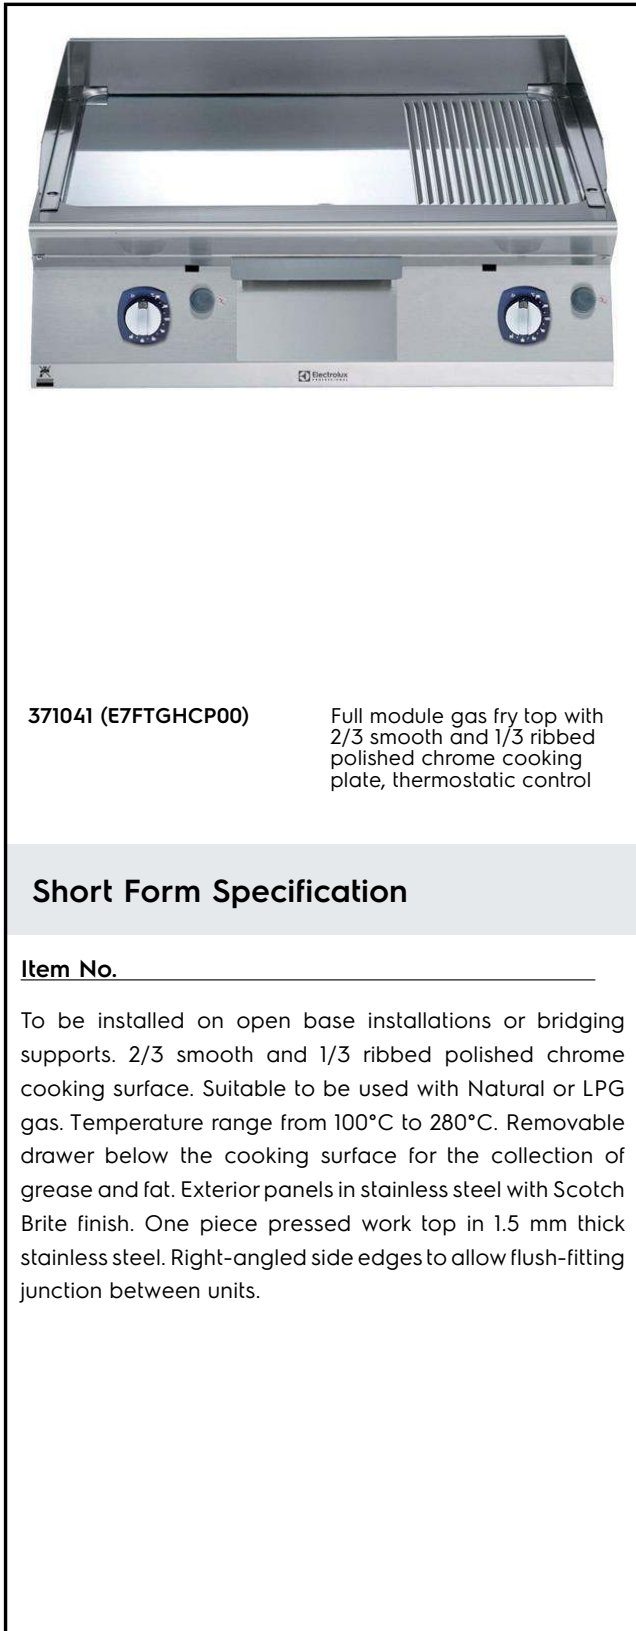 Electrolux
PROFESSIONAL
371041 (E7FTGHCP00)
Full module gas fry top with
2/3 smooth and 1/3 ribbed
polished chrome cooking
plate, thermostatic control
Short Form Specification
Item No.
To be installed on open base installations or bridging
supports. 2/3 smooth and 1/3 ribbed polished chrome
cooking surface. Suitable to be used with Natural or LPG
gas. Temperature range from 100°C to 280°C. Removable
drawer below the cooking surface for the collection of
grease and fat. Exterior panels in stainless steel with Scotch
Brite finish. One piece pressed work top in 1.5 mm thick
stainless steel. Right-angled side edges to allow flush-fitting
junction between units.